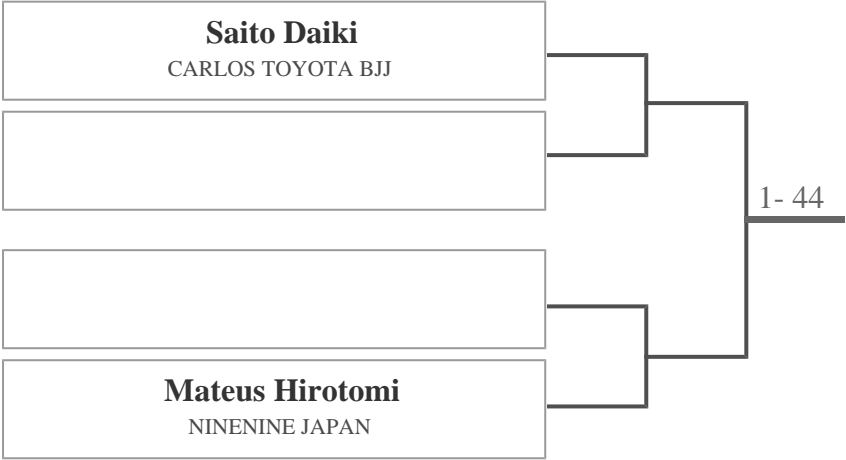 Saito Daiki
CARLOS TOYOTA BJJ
1- 44
Mateus Hirotomi
NINENINE JAPAN